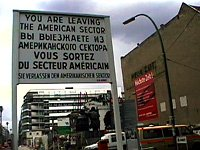 YOU ARE LEAVING
THE AMERICAN SECTOR
ВЫ ВЫЕЗЖАЕТЕ ИЗ
АМЕРИКАНСКОГО СЕКТОРА
VOUS SORTEZ
DU SECTEUR AMÉRICAIN
SIE VERLASSEN DEN AMERIKANISCHEN SEKTOR